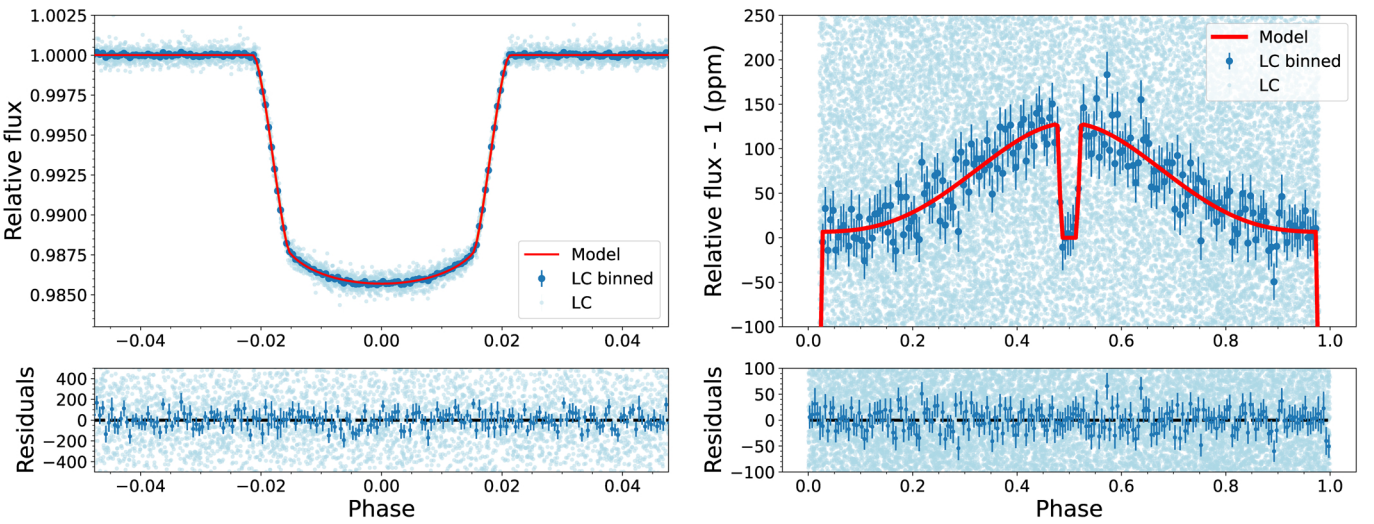 1.0025
1.0000
0.9975
0.9950
0.9925
0.9900
0.9875
0.9850
Relative flux
Model
LC binned
LC
−0.04 −0.02 0.00 0.02 0.04
400
200
0
−200
−400
Residuals
−0.04 −0.02 0.00 0.02 0.04
Phase
250
200
150
100
50
0
−50
−100
Relative flux - 1 (ppm)
Model
LC binned
LC
0.0 0.2 0.4 0.6 0.8 1.0
100
50
0
−50
−100
Residuals
0.0 0.2 0.4 0.6 0.8 1.0
Phase